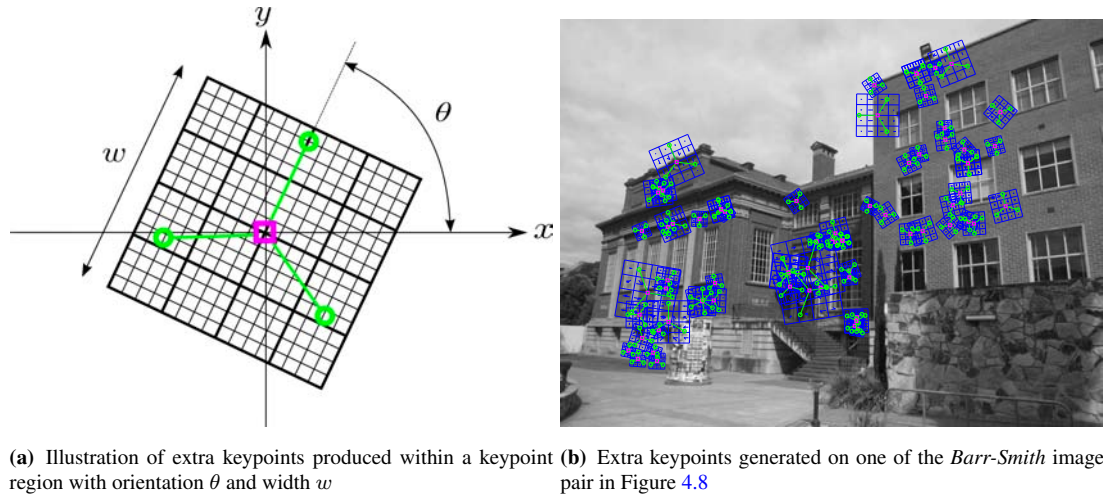 y
θ
w
x
(a) Illustration of extra keypoints produced within a keypoint
region with orientation θ and width w
(b) Extra keypoints generated on one of the Barr-Smith image
pair in Figure 4.8